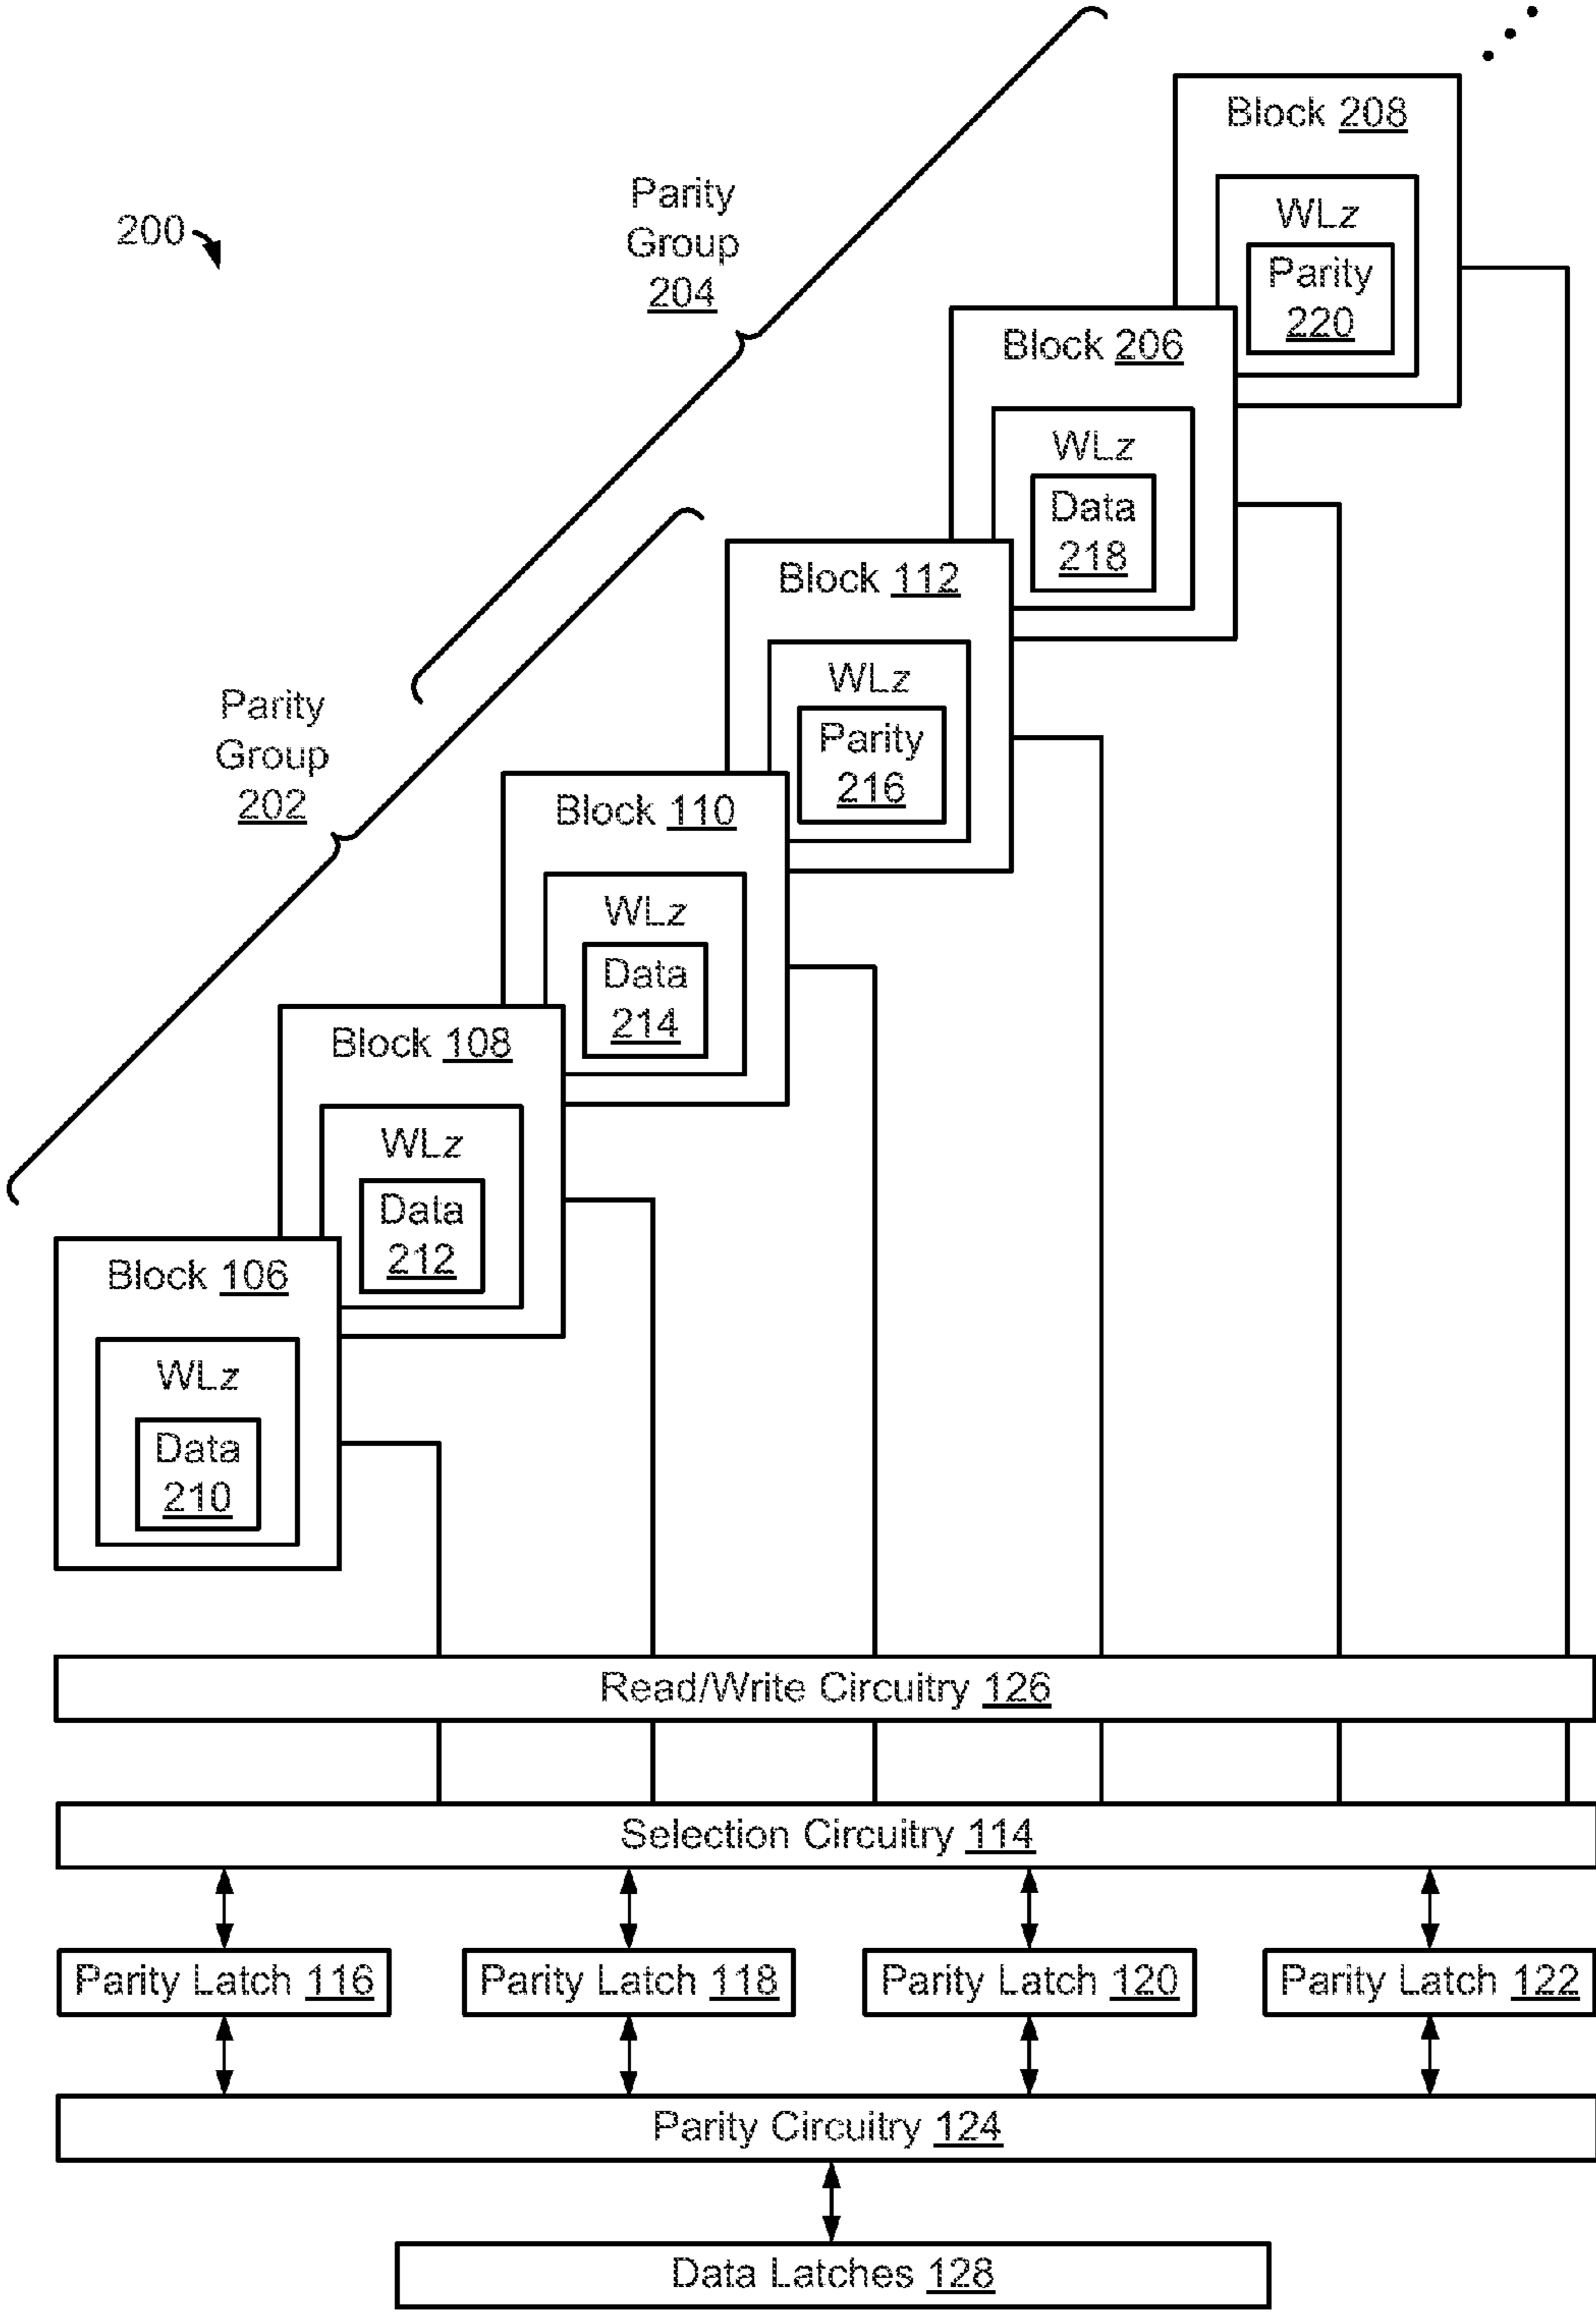 Block 208
WLz
Parity
220
Parity
Group
204
200
Block 206
WLz
Data
218
Block 112
WLz
Parity
216
Parity
Group
202
Block 110
WLz
Data
214
Block 108
WLz
Data
212
Block 106
WLz
Data
210
Read/Write Circuitry 126
Selection Circuitry 114
Parity Latch 116
Parity Latch 118
Parity Latch 120
Parity Latch 122
Parity Circuitry 124
Data Latches 128